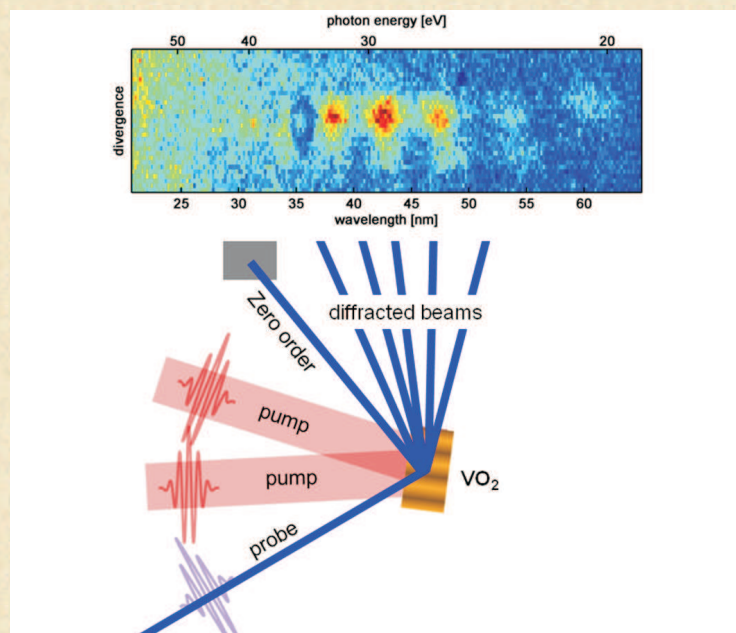 photon energy [eV]
50 40 30 20
divergence
25 30 35 40 45 50 55 60
wavelength [nm]
Zero order
diffracted beams
pump
pump
VO₂
probe